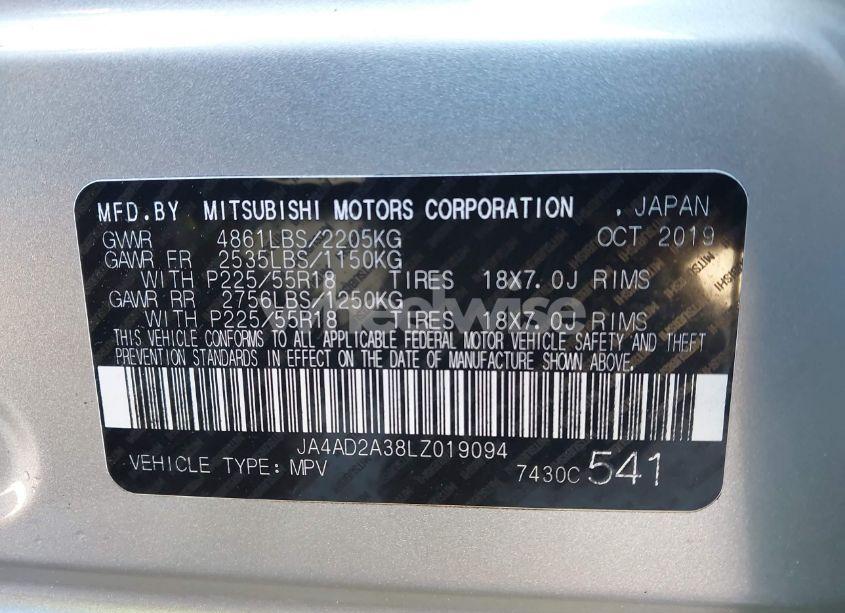 MFD.BY MITSUBISHI MOTORS CORPORATION , JAPAN
GVWR 4861LBS/2205KG OCT 2019
GAWR FR 2535LBS/1150KG
WITH P225/55R18 TIRES 18X7.0J RIMS
GAWR RR 2756LBS/1250KG
WITH P225/55R18 TIRES 18X7.0J RIMS
THIS VEHICLE CONFORMS TO ALL APPLICABLE FEDERAL MOTOR VEHICLE SAFETY AND THEFT
PREVENTION STANDARDS IN EFFECT ON THE DATE OF MANUFACTURE SHOWN ABOVE.
JA4AD2A38LZ019094
VEHICLE TYPE:MPV 7430C 541